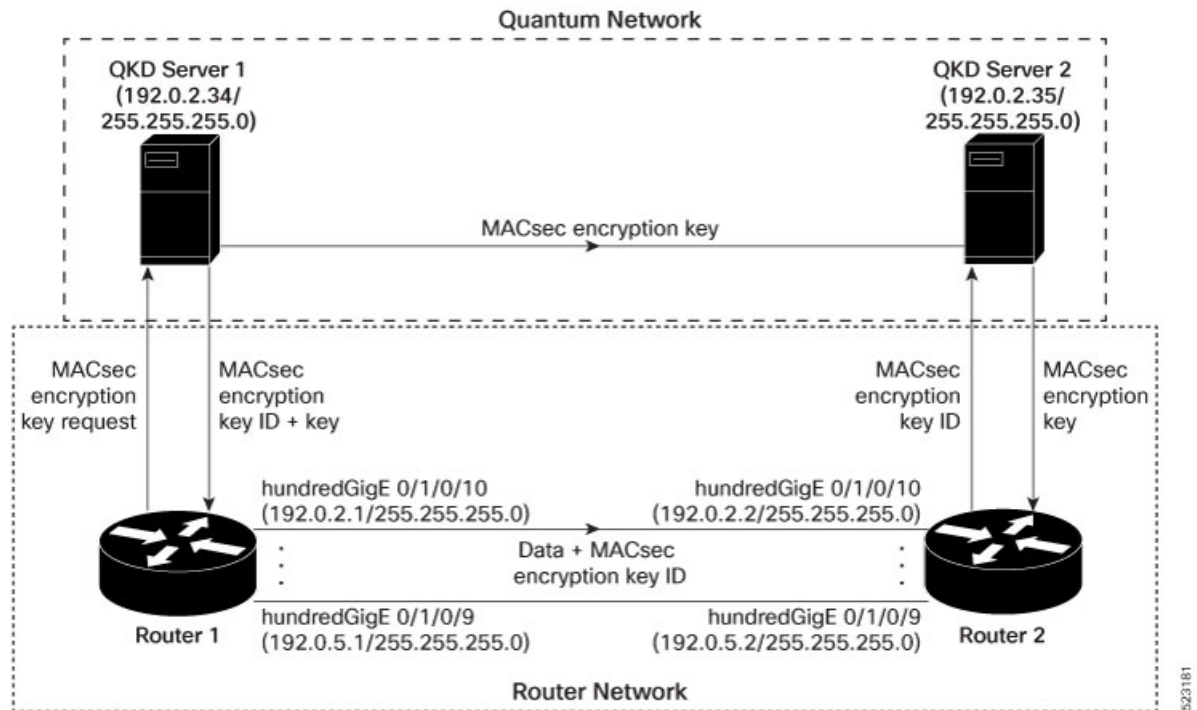 Quantum Network
QKD Server 1
(192.0.2.34/
255.255.255.0)
QKD Server 2
(192.0.2.35/
255.255.255.0)
MACsec encryption key
MACsec
encryption
key request
MACsec
encryption
key ID + key
MACsec
encryption
key ID
MACsec
encryption
key
hundredGigE 0/1/0/10
(192.0.2.1/255.255.255.0)
hundredGigE 0/1/0/10
(192.0.2.2/255.255.255.0)
Data + MACsec
encryption key ID
hundredGigE 0/1/0/9
(192.0.5.1/255.255.255.0)
hundredGigE 0/1/0/9
(192.0.5.2/255.255.255.0)
Router 1
Router 2
Router Network
523181